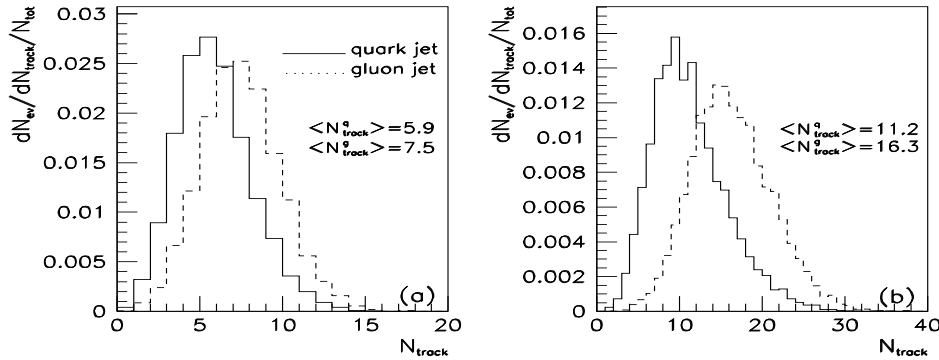 dN_ev/dN_track/N_tot
0.03
0.025
0.02
0.015
0.01
0.005
0
quark jet
gluon jet
<N^q_track>=5.9
<N^g_track>=7.5
(a)
0 5 10 15 20
N_track
dN_ev/dN_track/N_tot
0.016
0.014
0.012
0.01
0.008
0.006
0.004
0.002
0
<N^q_track>=11.2
<N^g_track>=16.3
(b)
0 10 20 30 40
N_track